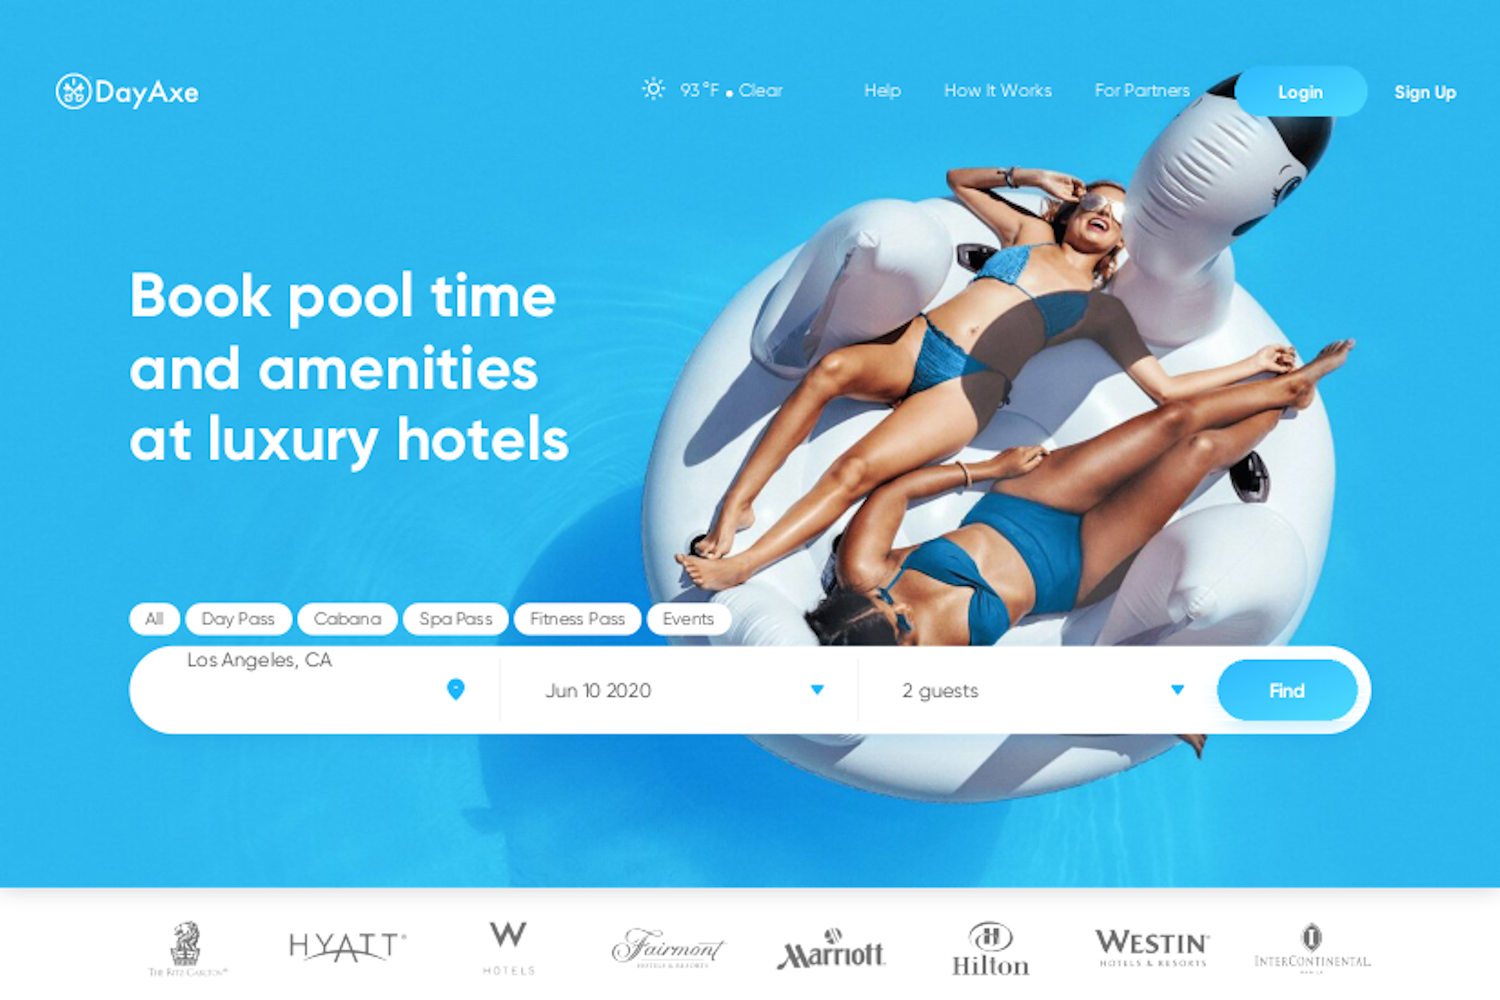 DayAxe
93°F • Clear
Help
How It Works
For Partners
Login
Sign Up
Book pool time
and amenities
at luxury hotels
All
Day Pass
Cabana
Spa Pass
Fitness Pass
Events
Los Angeles, CA
Jun 10 2020
2 guests
Find
THE RITZ-CARLTON®
HYATT®
W
HOTELS
Fairmont
HOTELS & RESORTS
Marriott
H
Hilton
WESTIN
HOTELS & RESORTS
INTERCONTINENTAL